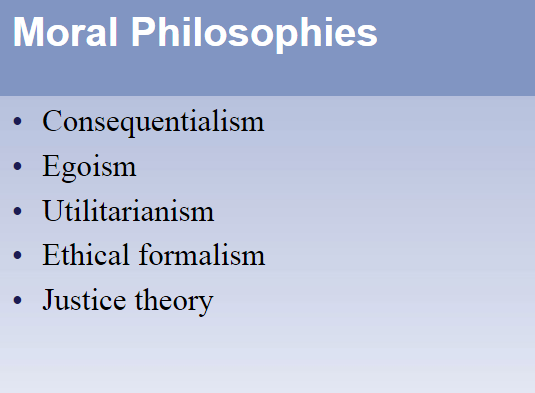 Moral Philosophies
• Consequentialism
• Egoism
• Utilitarianism
• Ethical formalism
• Justice theory